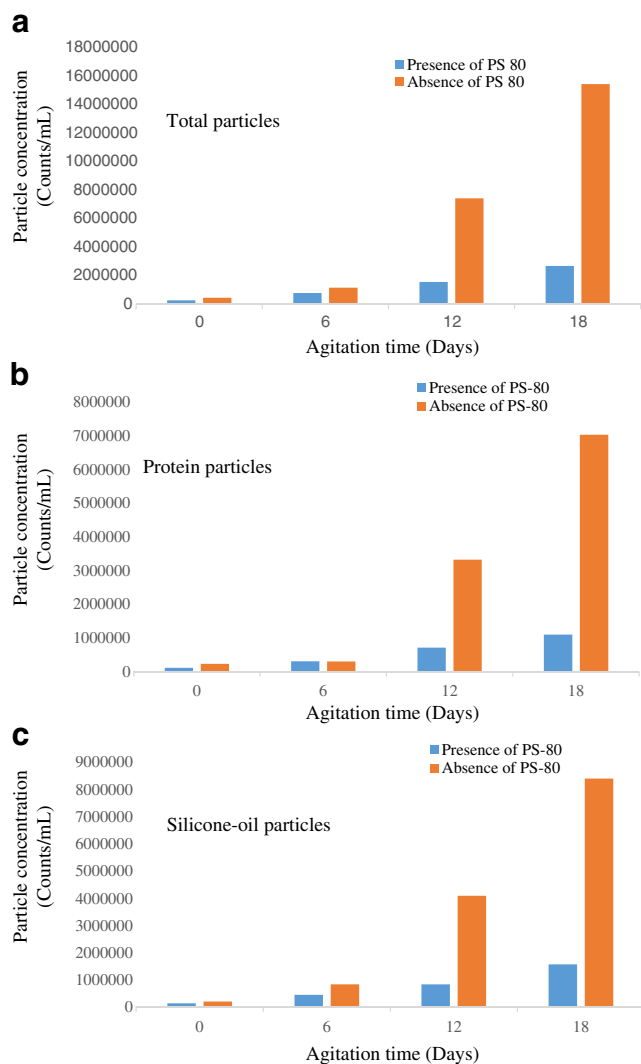 a
18000000
16000000
14000000
12000000
10000000
8000000
6000000
4000000
2000000
0
Particle concentration
(Counts/mL)
Presence of PS 80
Absence of PS 80
Total particles
0 6 12 18
Agitation time (Days)
b
8000000
7000000
6000000
5000000
4000000
3000000
2000000
1000000
0
Particle concentration
(Counts/mL)
Presence of PS-80
Absence of PS-80
Protein particles
0 6 12 18
Agitation time (Days)
c
9000000
8000000
7000000
6000000
5000000
4000000
3000000
2000000
1000000
0
Particle concentration
(Counts/mL)
Presence of PS-80
Absence of PS-80
Silicone-oil particles
0 6 12 18
Agitation time (Days)